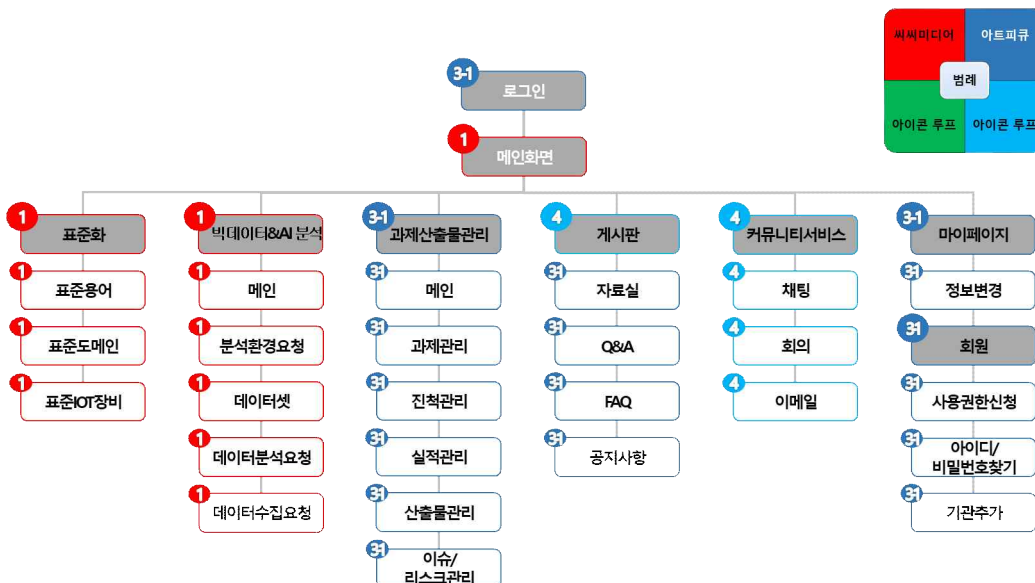 씨씨미디어
아트피큐
범례
아이콘 루프
아이콘 루프
3-1
로그인
1
메인화면
1
표준화
1
표준용어
1
표준도메인
1
표준IOT장비
1
빅데이터&AI 분석
1
메인
1
분석환경요청
1
데이터셋
1
데이터분석요청
1
데이터수집요청
3-1
과제산출물관리
3-1
메인
3-1
과제관리
3-1
진척관리
3-1
실적관리
3-1
산출물관리
3-1
이슈/
리스크관리
4
게시판
3-1
자료실
3-1
Q&A
3-1
FAQ
3-1
공지사항
4
커뮤니티서비스
4
채팅
4
회의
4
이메일
3-1
마이페이지
3-1
정보변경
3-1
회원
3-1
사용권한신청
3-1
아이디/
비밀번호찾기
3-1
기관추가